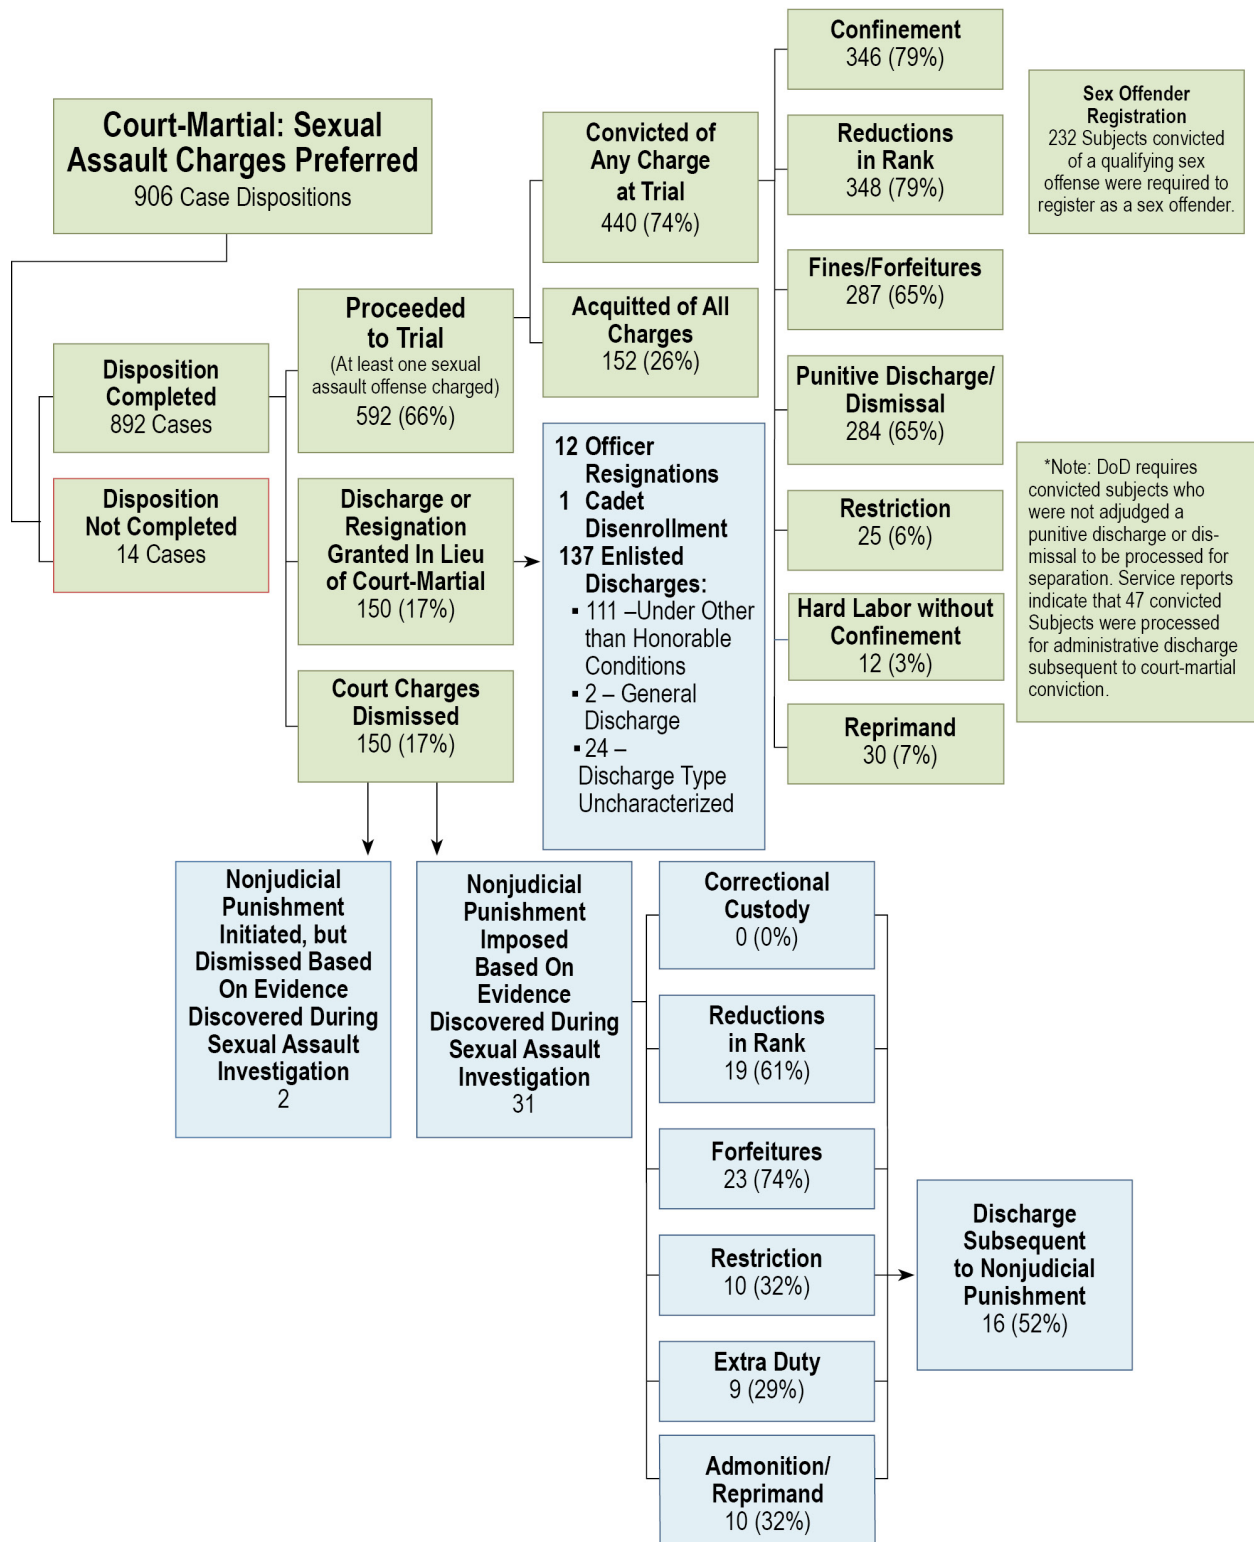 Court-Martial: Sexual
Assault Charges Preferred
906 Case Dispositions
Disposition
Completed
892 Cases
Disposition
Not Completed
14 Cases
Proceeded
to Trial
(At least one sexual
assault offense charged)
592 (66%)
Discharge or
Resignation
Granted In Lieu
of Court-Martial
150 (17%)
Court Charges
Dismissed
150 (17%)
Convicted of
Any Charge
at Trial
440 (74%)
Acquitted of All
Charges
152 (26%)
12 Officer
Resignations
1 Cadet
Disenrollment
137 Enlisted
Discharges:
▪ 111 –Under Other
than Honorable
Conditions
▪ 2 – General
Discharge
▪ 24 –
Discharge Type
Uncharacterized
Confinement
346 (79%)
Reductions
in Rank
348 (79%)
Fines/Forfeitures
287 (65%)
Punitive Discharge/
Dismissal
284 (65%)
Restriction
25 (6%)
Hard Labor without
Confinement
12 (3%)
Reprimand
30 (7%)
Sex Offender
Registration
232 Subjects convicted
of a qualifying sex
offense were required to
register as a sex offender.
*Note: DoD requires
convicted subjects who
were not adjudged a
punitive discharge or dis-
missal to be processed for
separation. Service reports
indicate that 47 convicted
Subjects were processed
for administrative discharge
subsequent to court-martial
conviction.
Nonjudicial
Punishment
Initiated, but
Dismissed Based
On Evidence
Discovered During
Sexual Assault
Investigation
2
Nonjudicial
Punishment
Imposed
Based On
Evidence
Discovered During
Sexual Assault
Investigation
31
Correctional
Custody
0 (0%)
Reductions
in Rank
19 (61%)
Forfeitures
23 (74%)
Restriction
10 (32%)
Extra Duty
9 (29%)
Admonition/
Reprimand
10 (32%)
Discharge
Subsequent
to Nonjudicial
Punishment
16 (52%)